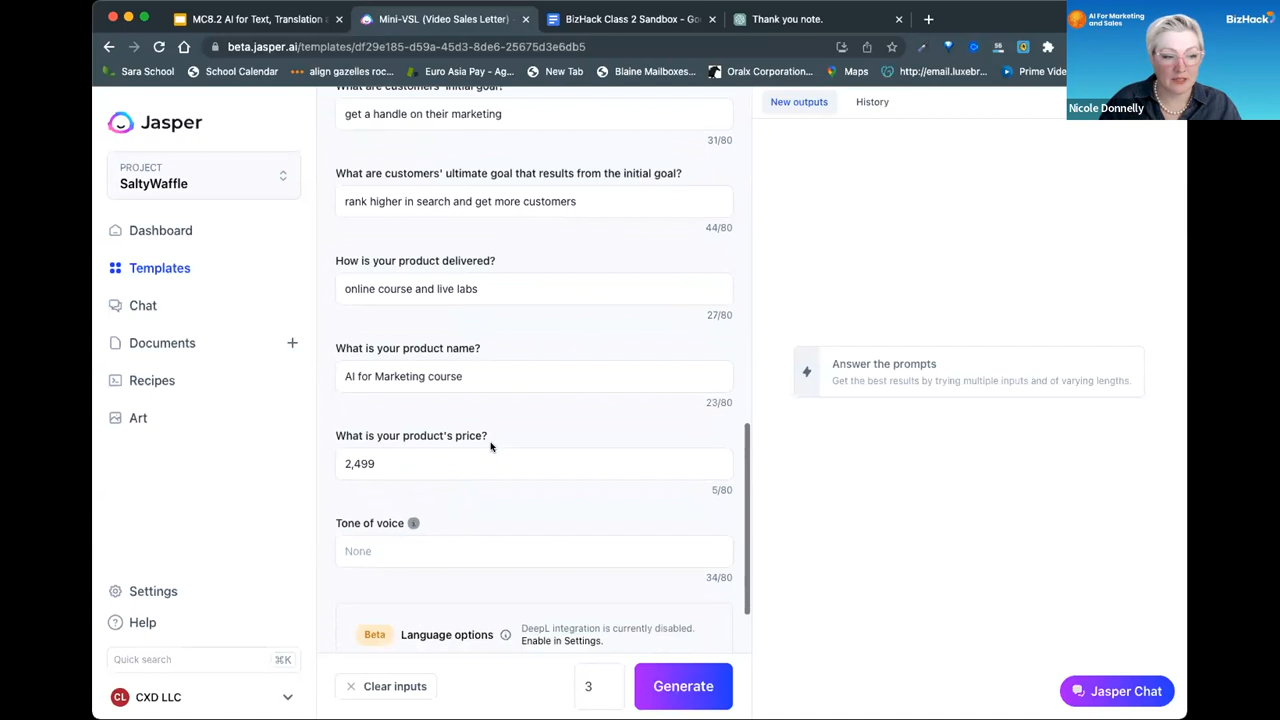 MC8.2 AI for Text, Translation a
Mini-VSL (Video Sales Letter) -
BizHack Class 2 Sandbox - Go
Thank you note.
beta.jasper.ai/templates/df29e185-d59a-45d3-8de6-25675d3e6db5
Sara School
School Calendar
align gazelles roc...
Euro Asia Pay - Ag...
New Tab
Blaine Mailboxes...
Oralx Corporation...
Maps
http://email.luxebr...
Prime Video
AI For Marketing
and Sales
BizHack
Nicole Donnelly
Jasper
PROJECT
SaltyWaffle
Dashboard
Templates
Chat
Documents
Recipes
Art
Settings
Help
Quick search
⌘K
CL
CXD LLC
What are customers' initial goal?
get a handle on their marketing
31/80
What are customers' ultimate goal that results from the initial goal?
rank higher in search and get more customers
44/80
How is your product delivered?
online course and live labs
27/80
What is your product name?
AI for Marketing course
23/80
What is your product's price?
2,499
5/80
Tone of voice
None
34/80
Beta
Language options
DeepL integration is currently disabled.
Enable in Settings.
Clear inputs
3
Generate
New outputs
History
Answer the prompts
Get the best results by trying multiple inputs and of varying lengths.
Jasper Chat